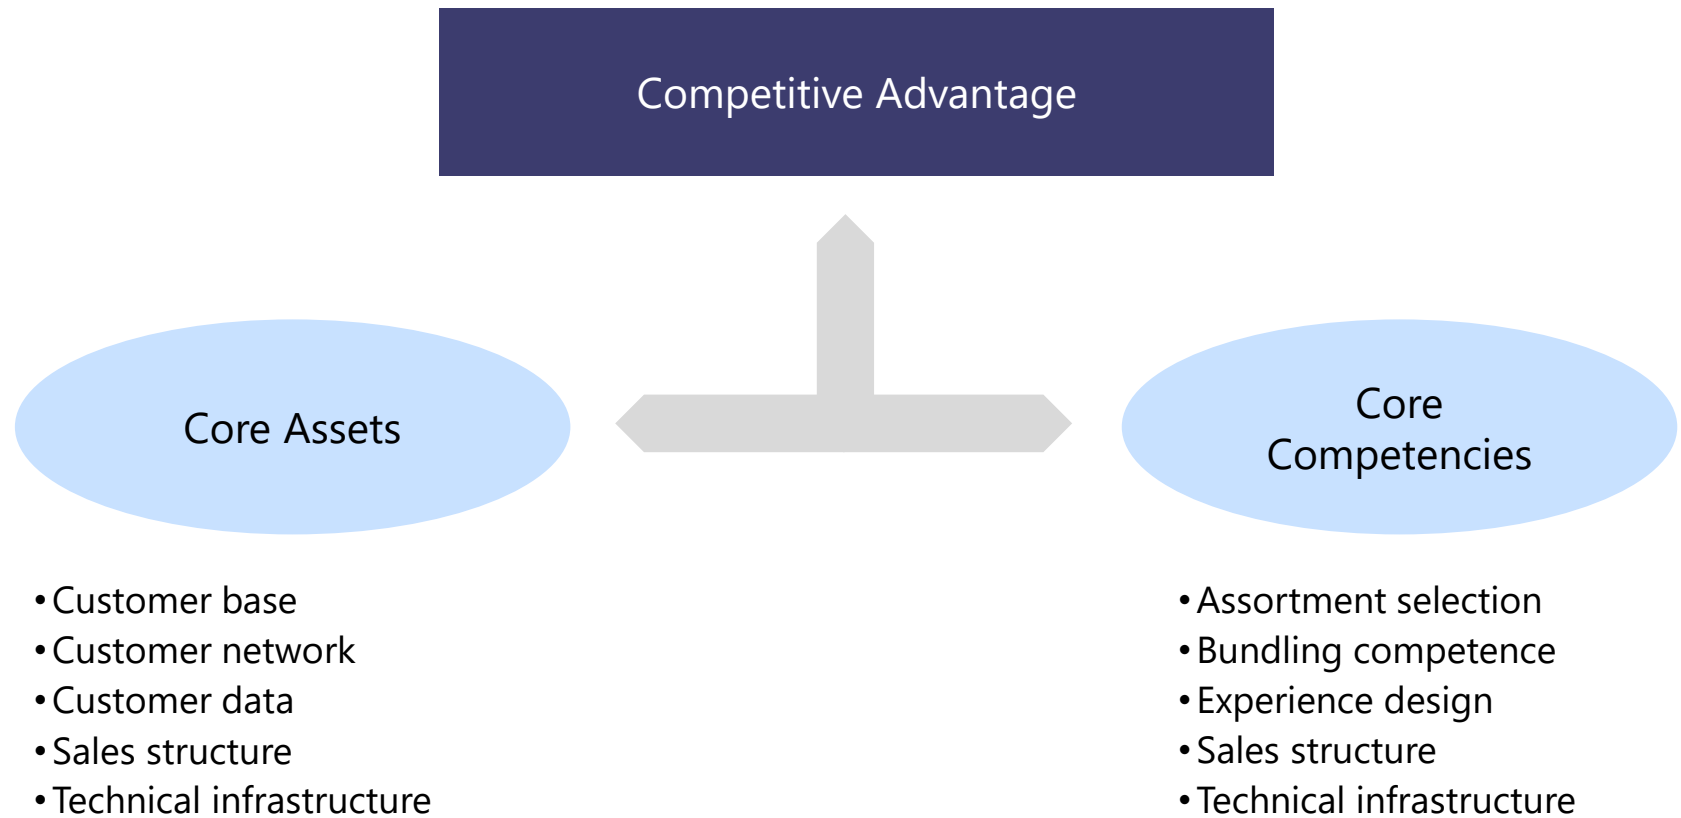 Competitive Advantage
Core Assets
Core
Competencies
• Customer base
• Customer network
• Customer data
• Sales structure
• Technical infrastructure
• Assortment selection
• Bundling competence
• Experience design
• Sales structure
• Technical infrastructure